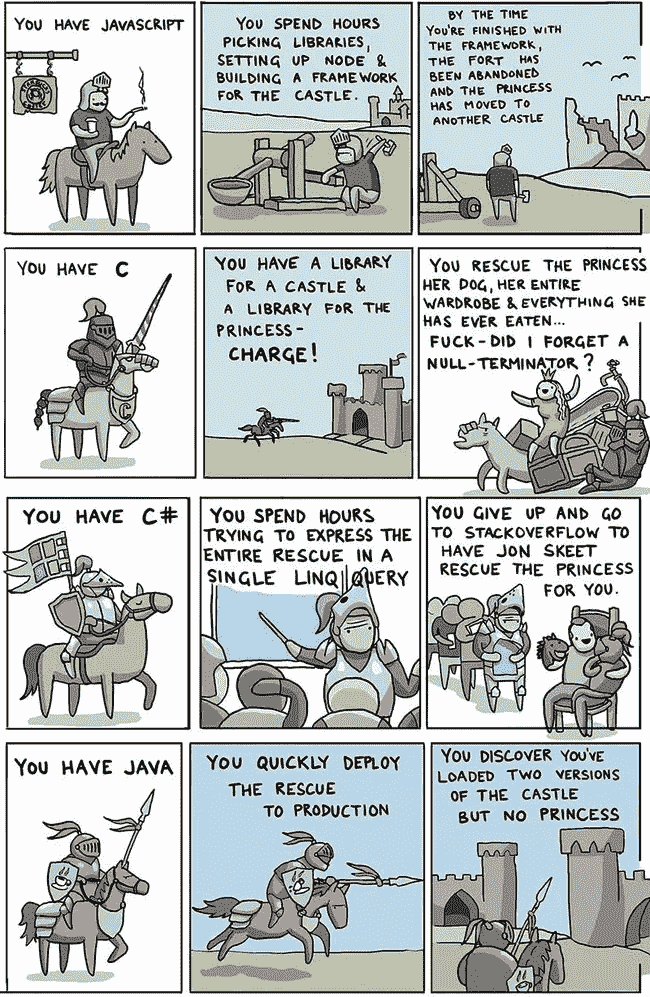 YOU HAVE JAVASCRIPT
YOU SPEND HOURS
PICKING LIBRARIES,
SETTING UP NODE &
BUILDING A FRAMEWORK
FOR THE CASTLE.
BY THE TIME
YOU'RE FINISHED WITH
THE FRAMEWORK,
THE FORT HAS
BEEN ABANDONED
AND THE PRINCESS
HAS MOVED TO
ANOTHER CASTLE
YOU HAVE C
YOU HAVE A LIBRARY
FOR A CASTLE &
A LIBRARY FOR THE
PRINCESS-
CHARGE!
YOU RESCUE THE PRINCESS
HER DOG, HER ENTIRE
WARDROBE & EVERYTHING SHE
HAS EVER EATEN...
FUCK-DID I FORGET A
NULL-TERMINATOR?
YOU HAVE C#
YOU SPEND HOURS
TRYING TO EXPRESS THE
ENTIRE RESCUE IN A
SINGLE LINQ QUERY
YOU GIVE UP AND GO
TO STACKOVERFLOW TO
HAVE JON SKEET
RESCUE THE PRINCESS
FOR YOU.
YOU HAVE JAVA
YOU QUICKLY DEPLOY
THE RESCUE
TO PRODUCTION
YOU DISCOVER YOU'VE
LOADED TWO VERSIONS
OF THE CASTLE
BUT NO PRINCESS